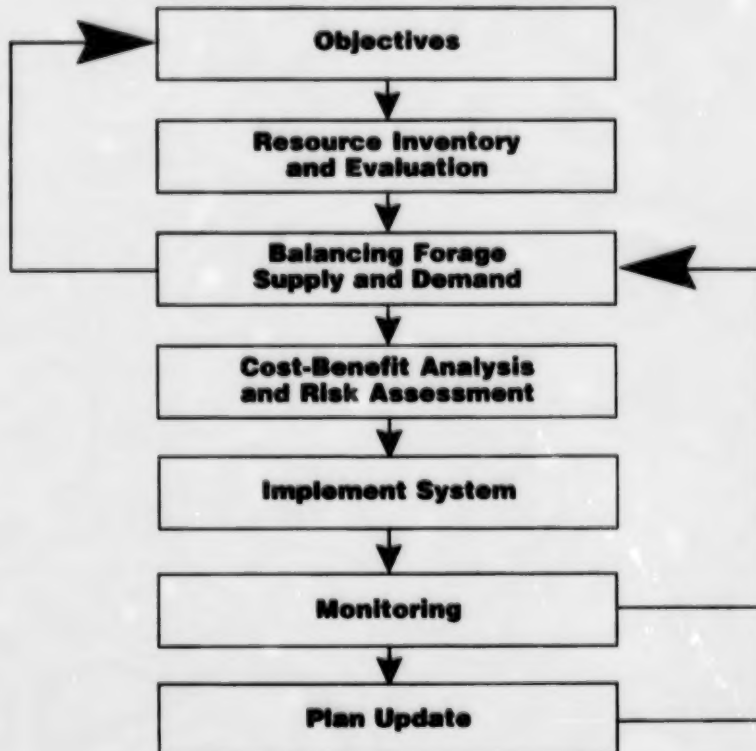 Objectives
Resource Inventory
and Evaluation
Balancing Forage
Supply and Demand
Cost-Benefit Analysis
and Risk Assessment
Implement System
Monitoring
Plan Update